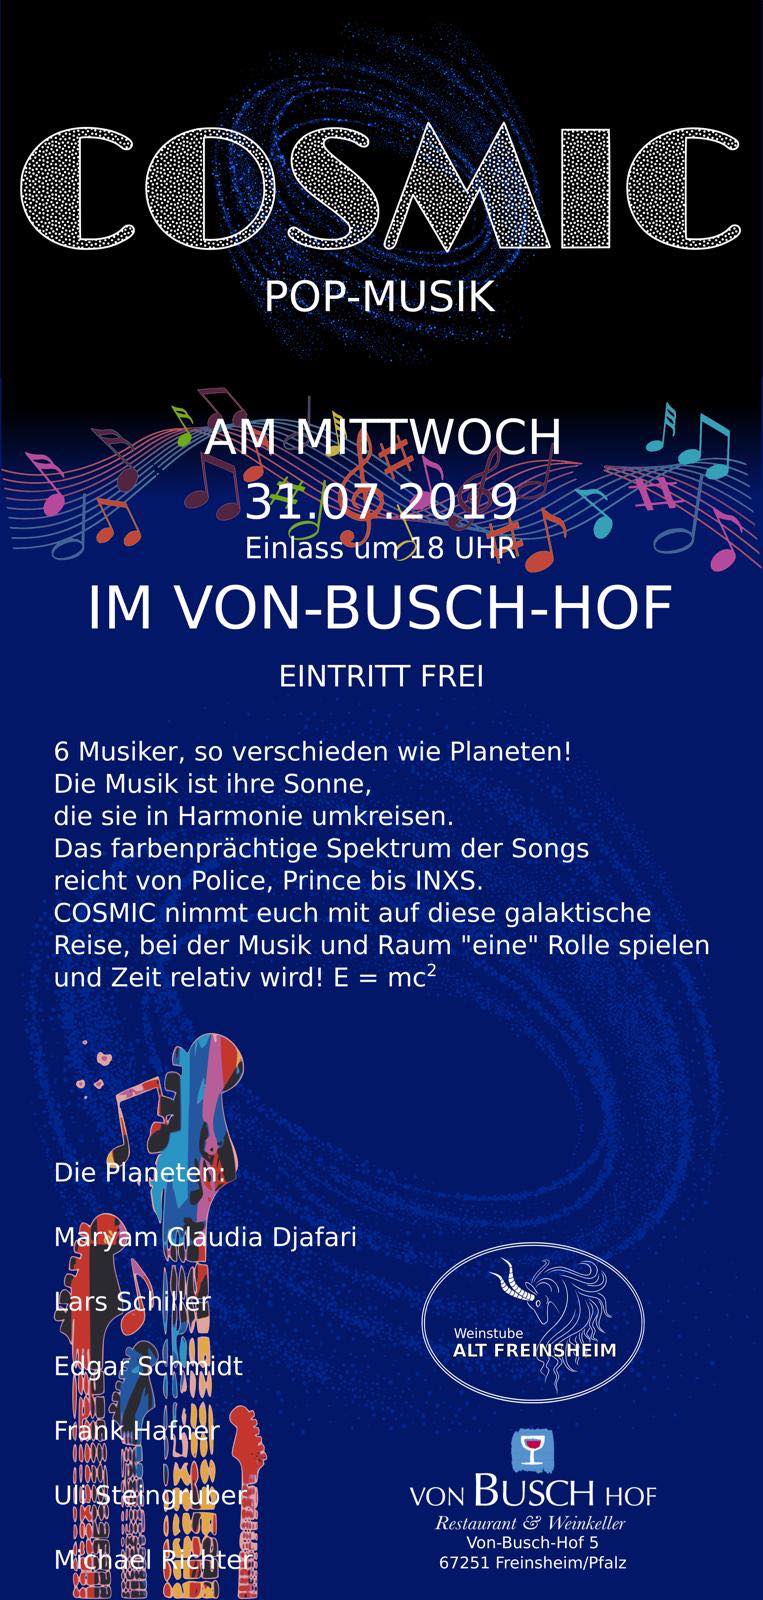 COSMIC
POP-MUSIK
AM MITTWOCH
31.07.2019
Einlass um 18 UHR
IM VON-BUSCH-HOF
EINTRITT FREI
6 Musiker, so verschieden wie Planeten!
Die Musik ist ihre Sonne,
die sie in Harmonie umkreisen.
Das farbenprächtige Spektrum der Songs
reicht von Police, Prince bis INXS.
COSMIC nimmt euch mit auf diese galaktische
Reise, bei der Musik und Raum "eine" Rolle spielen
und Zeit relativ wird! E = mc²
Die Planeten:
Maryam Claudia Djafari
Lars Schiller
Edgar Schmidt
Frank Hafner
Uli Steingruber
Michael Richter
Weinstube
ALT FREINSHEIM
VON BUSCH HOF
Restaurant & Weinkeller
Von-Busch-Hof 5
67251 Freinsheim/Pfalz